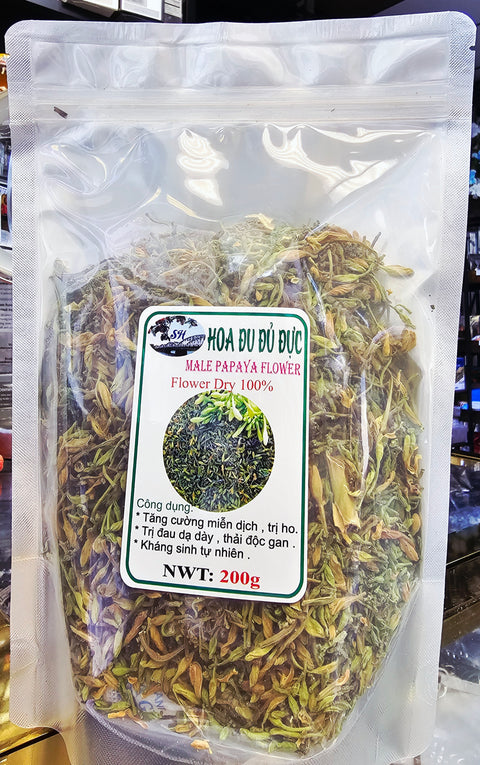 SH
HOA ĐU ĐỦ ĐỰC
MALE PAPAYA FLOWER
Flower Dry 100%
Công dụng:
* Tăng cường miễn dịch , trị ho.
* Trị đau dạ dày , thải độc gan .
* Kháng sinh tự nhiên .
NWT: 200g